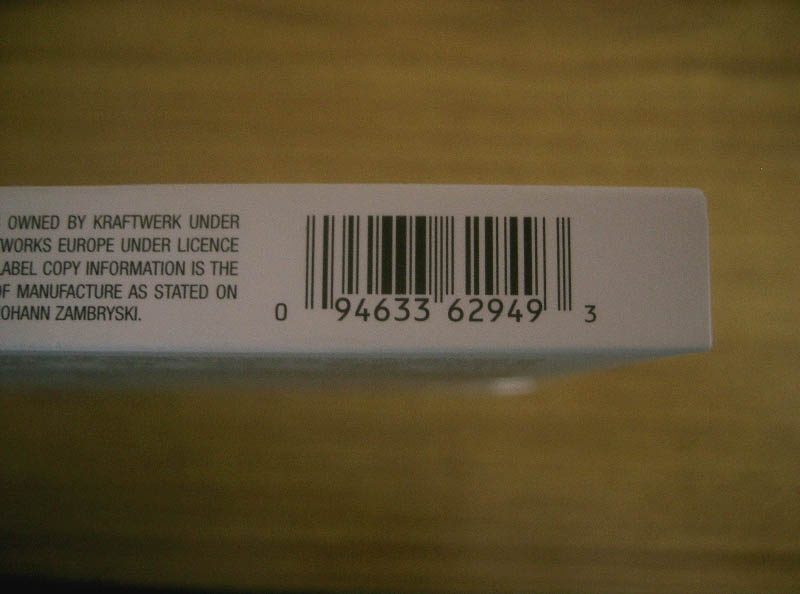 OWNED BY KRAFTWERK UNDER
WORKS EUROPE UNDER LICENCE
LABEL COPY INFORMATION IS THE
OF MANUFACTURE AS STATED ON
JOHANN ZAMBRYSKI.
0 94633 62949 3